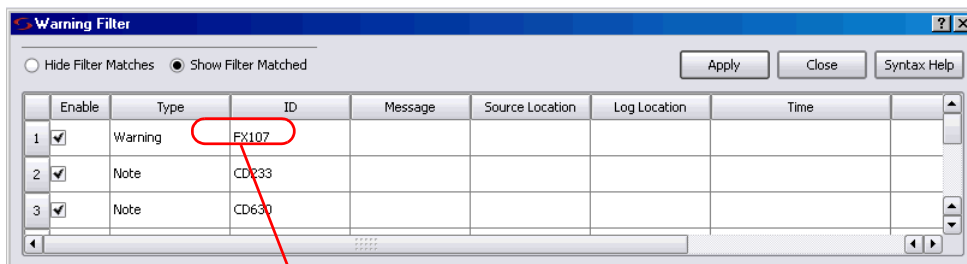 Warning Filter ? X
Hide Filter Matches Show Filter Matched Apply Close Syntax Help
Enable Type ID Message Source Location Log Location Time
1 Warning FX107
2 Note CD233
3 Note CD630